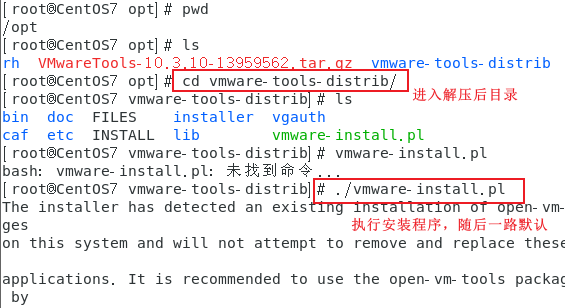 [root@CentOS7 opt]# pwd
/opt
[root@CentOS7 opt]# ls
rh  VMwareTools-10.3.10-13959562.tar.gz  vmware-tools-distrib
[root@CentOS7 opt]# cd vmware-tools-distrib/
进入解压后目录
[root@CentOS7 vmware-tools-distrib]# ls
bin  doc  FILES    installer  vgauth
caf  etc  INSTALL  lib        vmware-install.pl
[root@CentOS7 vmware-tools-distrib]# vmware-install.pl
bash: vmware-install.pl: 未找到命令...
[root@CentOS7 vmware-tools-distrib]# ./vmware-install.pl
The installer has detected an existing installation of open-vm-
ges
执行安装程序，随后一路默认
on this system and will not attempt to remove and replace these
applications. It is recommended to use the open-vm-tools packag
by